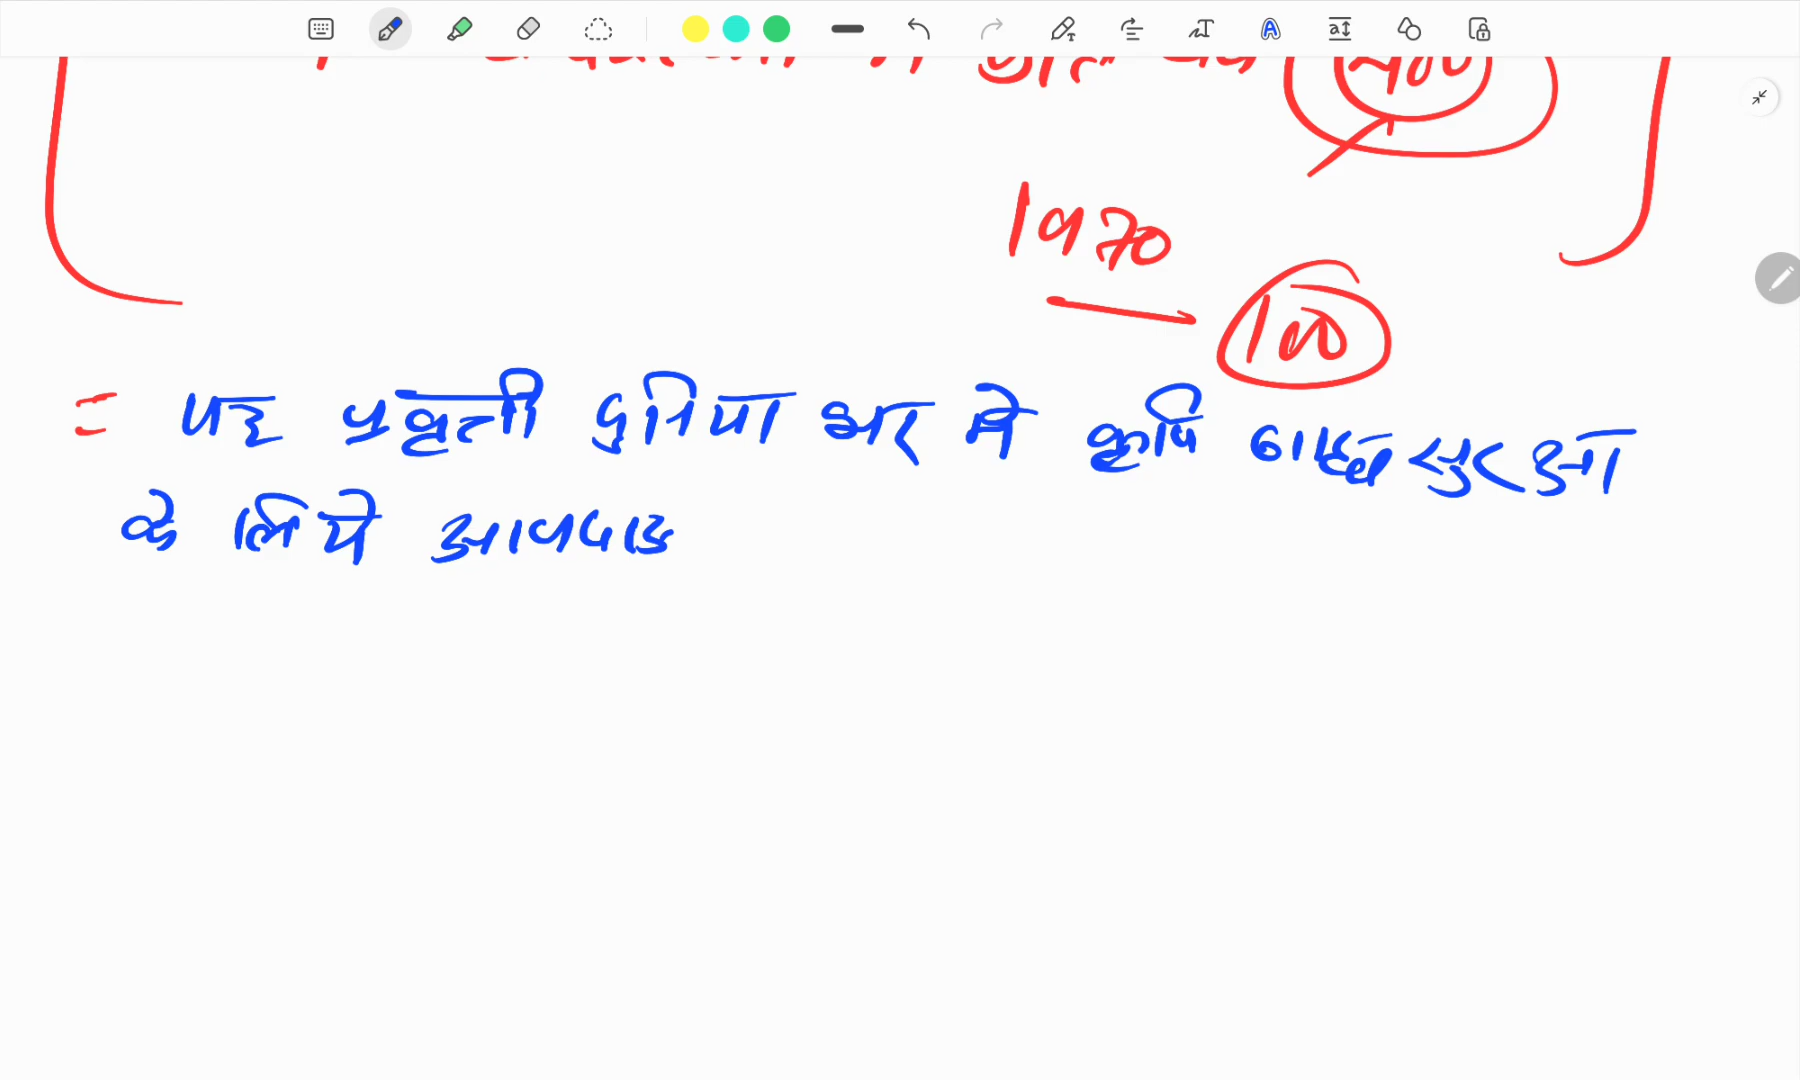 1970
100
= यह प्रवृत्ती दुनिया भर में कृषि खाद्य सुरक्षा
के लिये आवश्यक